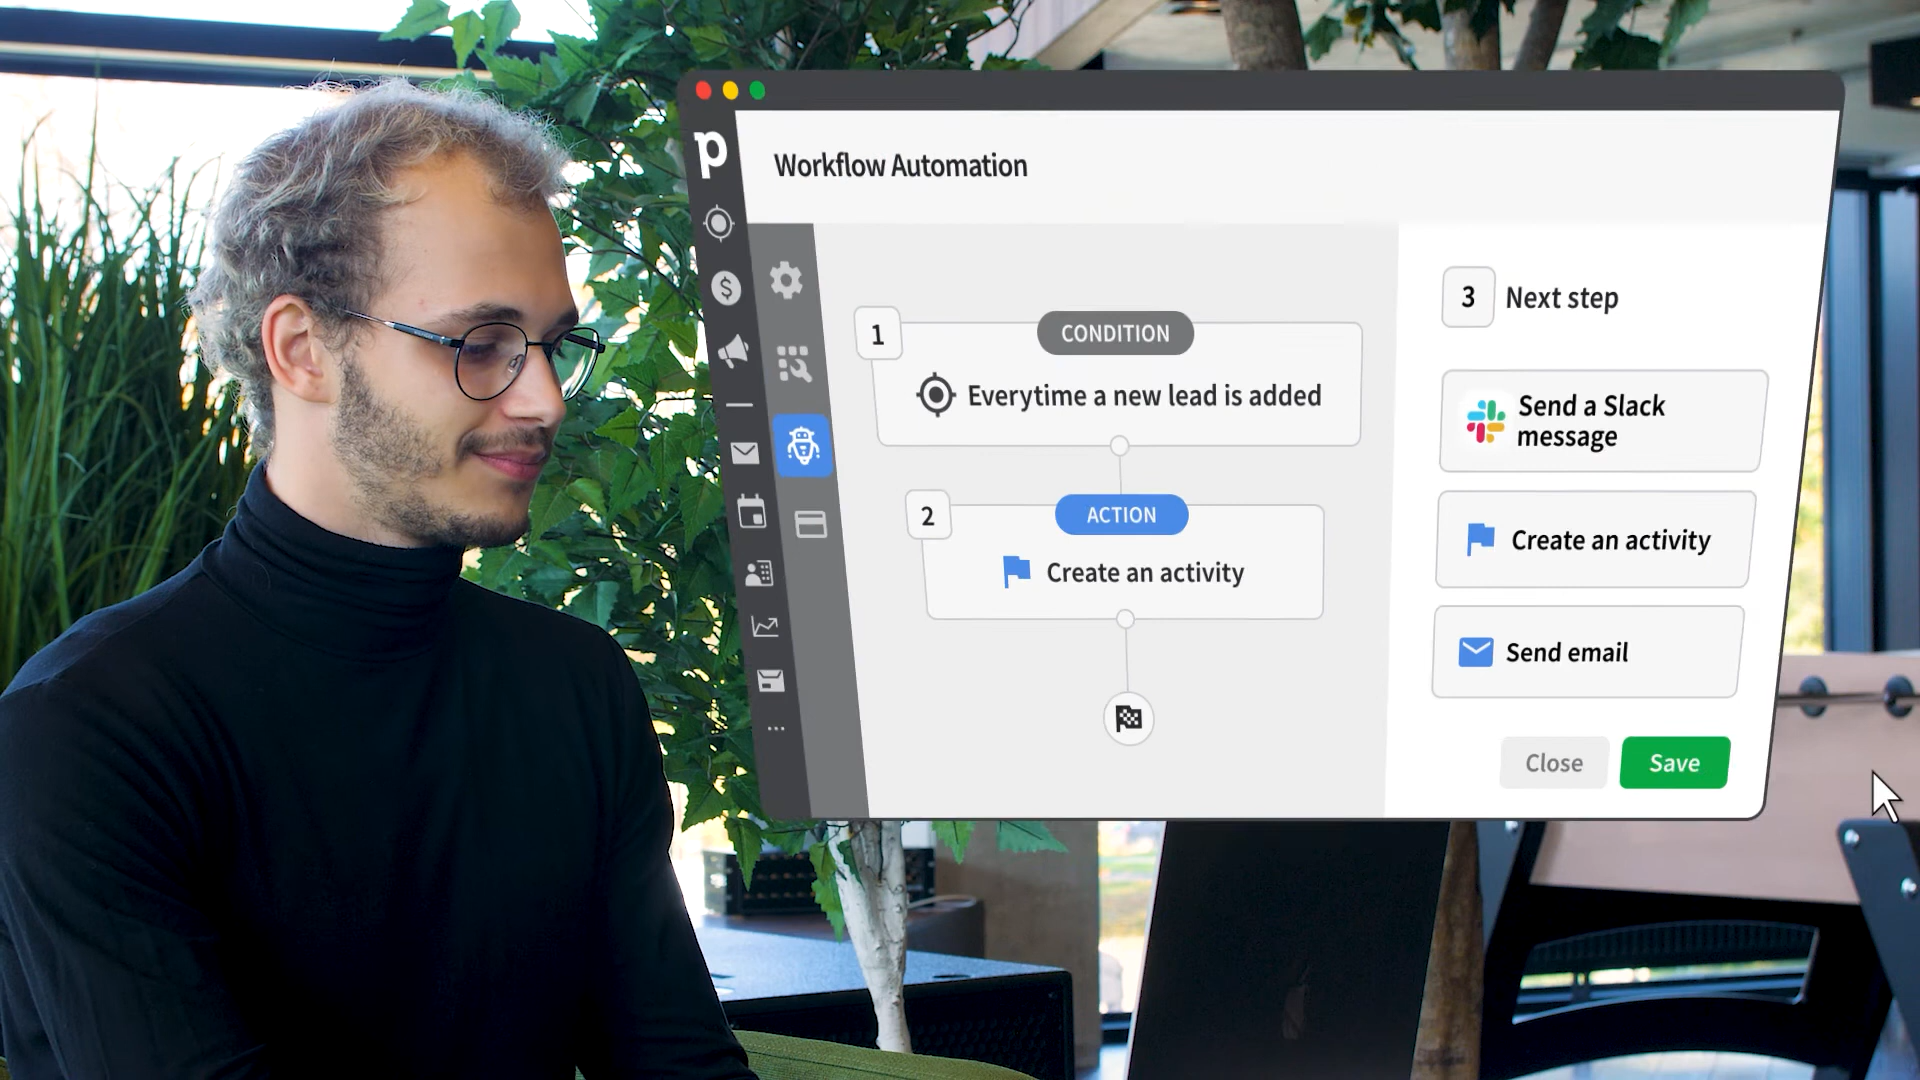 p
Workflow Automation
1
CONDITION
Everytime a new lead is added
2
ACTION
Create an activity
3
Next step
Send a Slack
message
Create an activity
Send email
Close
Save